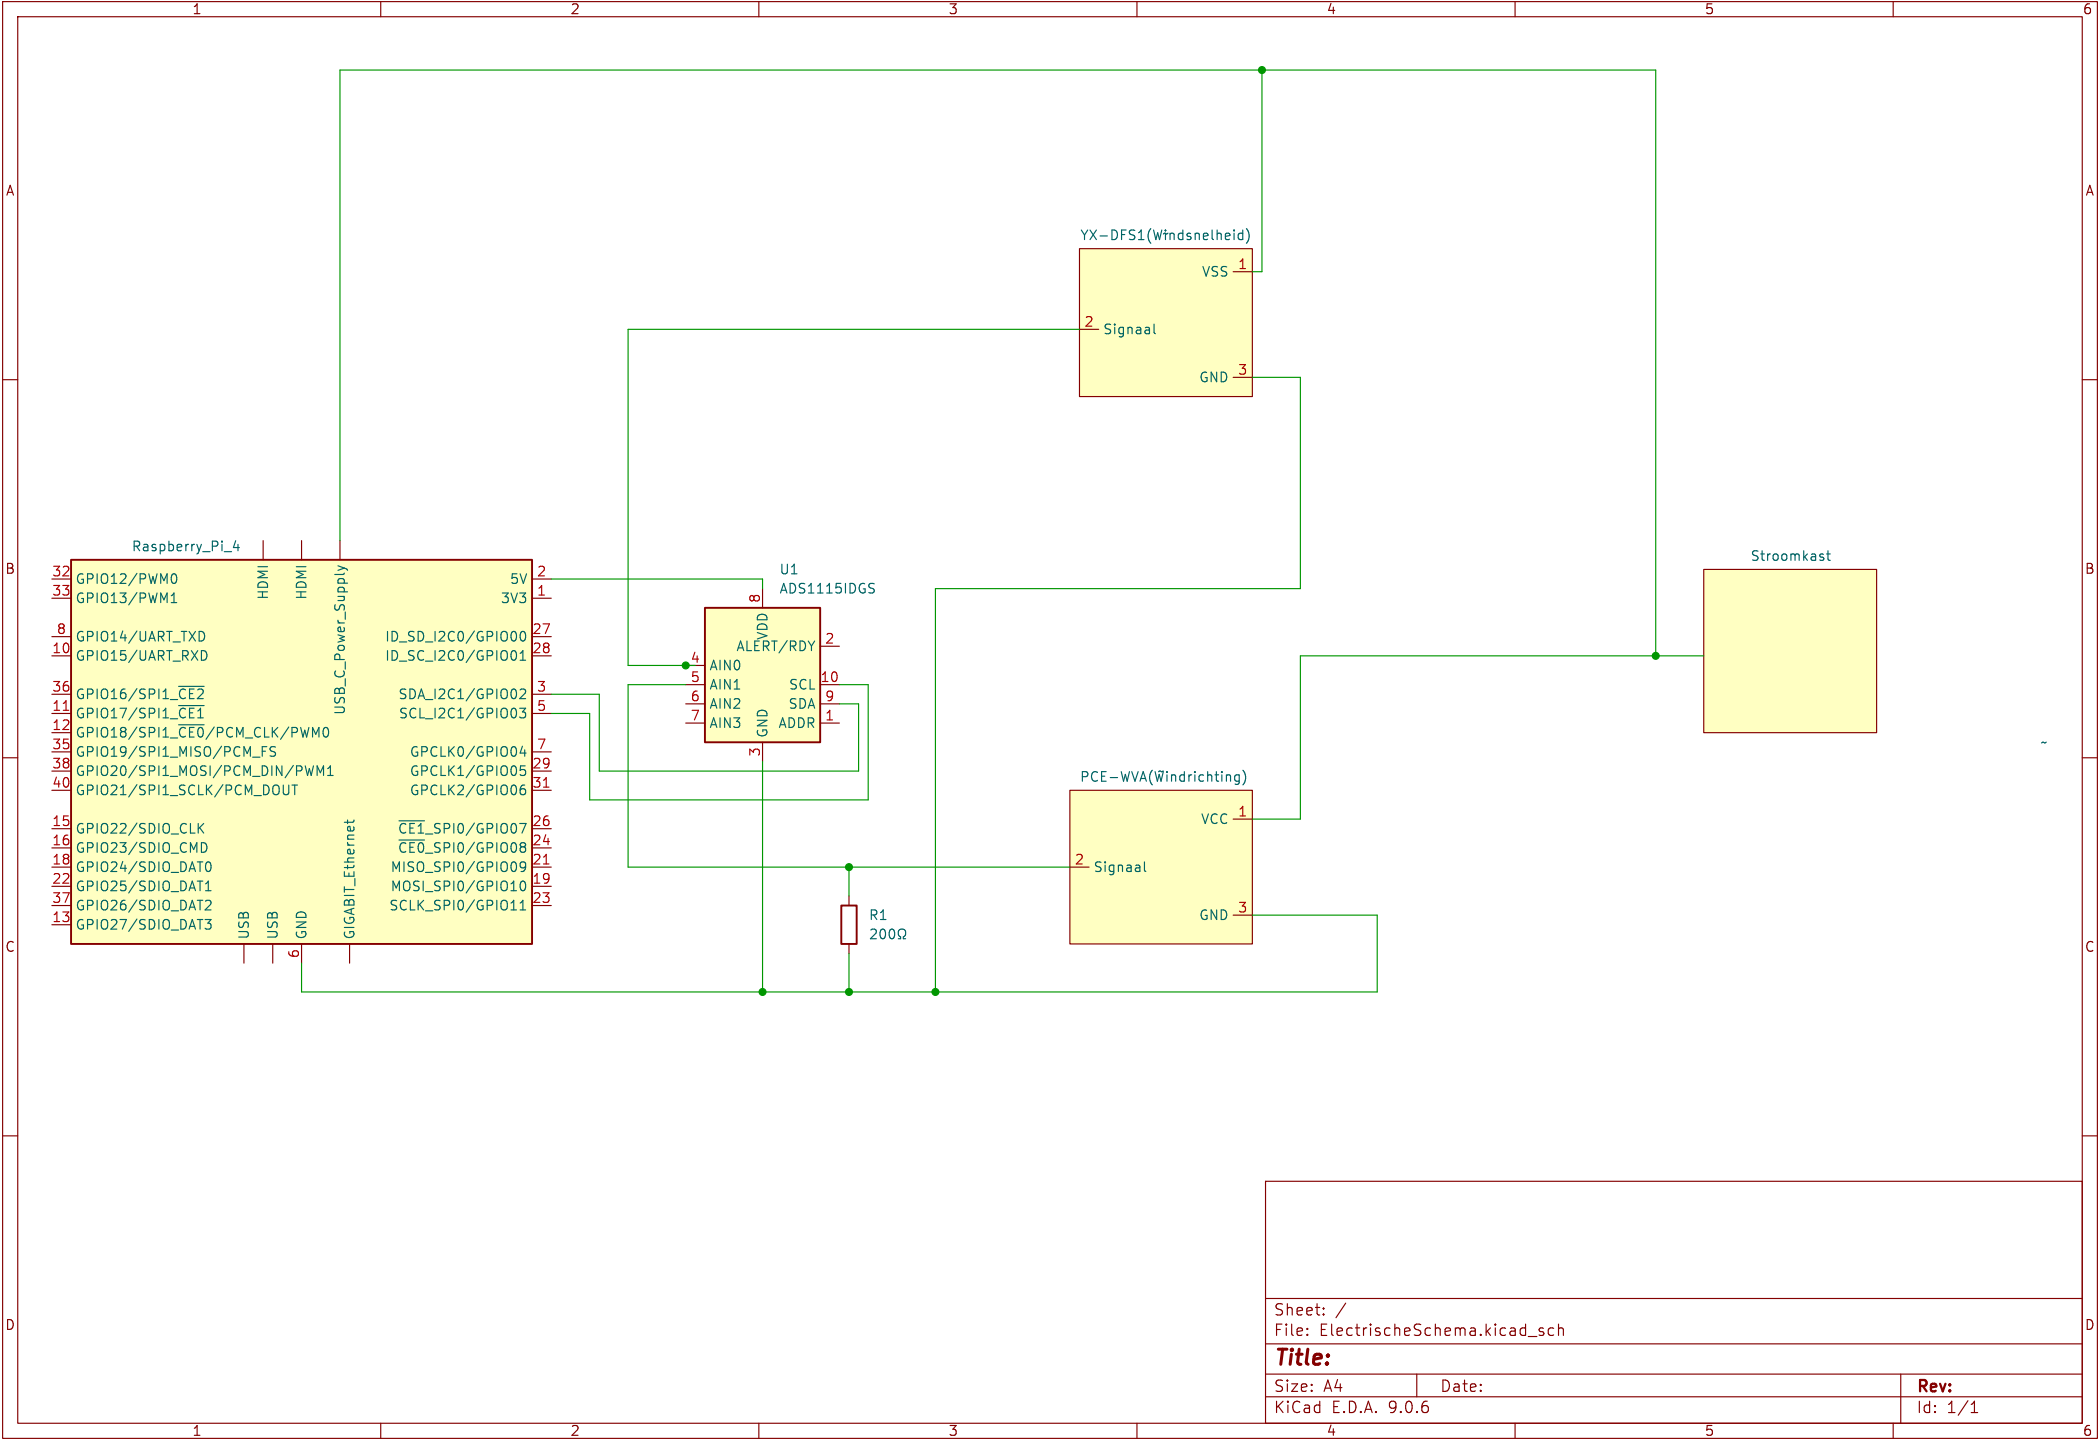 1 2 3 4 5 6
A A
B B
C C
D D
1 2 3 4 5 6
YX-DFS1(Windsnelheid)
VSS 1
2 Signaal
GND 3
Raspberry_Pi_4
HDMI
HDMI
USB_C_Power_Supply
32 GPIO12/PWM0
33 GPIO13/PWM1
8 GPIO14/UART_TXD
10 GPIO15/UART_RXD
36 GPIO16/SPI1_CE2
11 GPIO17/SPI1_CE1
12 GPIO18/SPI1_CE0/PCM_CLK/PWM0
35 GPIO19/SPI1_MISO/PCM_FS
38 GPIO20/SPI1_MOSI/PCM_DIN/PWM1
40 GPIO21/SPI1_SCLK/PCM_DOUT
15 GPIO22/SDIO_CLK
16 GPIO23/SDIO_CMD
18 GPIO24/SDIO_DAT0
22 GPIO25/SDIO_DAT1
37 GPIO26/SDIO_DAT2
13 GPIO27/SDIO_DAT3
5V 2
3V3 1
ID_SD_I2C0/GPIO00 27
ID_SC_I2C0/GPIO01 28
SDA_I2C1/GPIO02 3
SCL_I2C1/GPIO03 5
GPCLK0/GPIO04 7
GPCLK1/GPIO05 29
GPCLK2/GPIO06 31
CE1_SPI0/GPIO07 26
CE0_SPI0/GPIO08 24
MISO_SPI0/GPIO09 21
MOSI_SPI0/GPIO10 19
SCLK_SPI0/GPIO11 23
USB
USB
GND 6
GIGABIT_Ethernet
U1
ADS1115IDGS
VDD 8
ALERT/RDY 2
4 AIN0
5 AIN1
6 AIN2
7 AIN3
SCL 10
SDA 9
ADDR 1
GND 3
Stroomkast
~
PCE-WVA(Windrichting)
VCC 1
2 Signaal
GND 3
R1
200Ω
Sheet: /
File: ElectrischeSchema.kicad_sch
Title:
Size: A4 Date: Rev:
KiCad E.D.A. 9.0.6 Id: 1/1